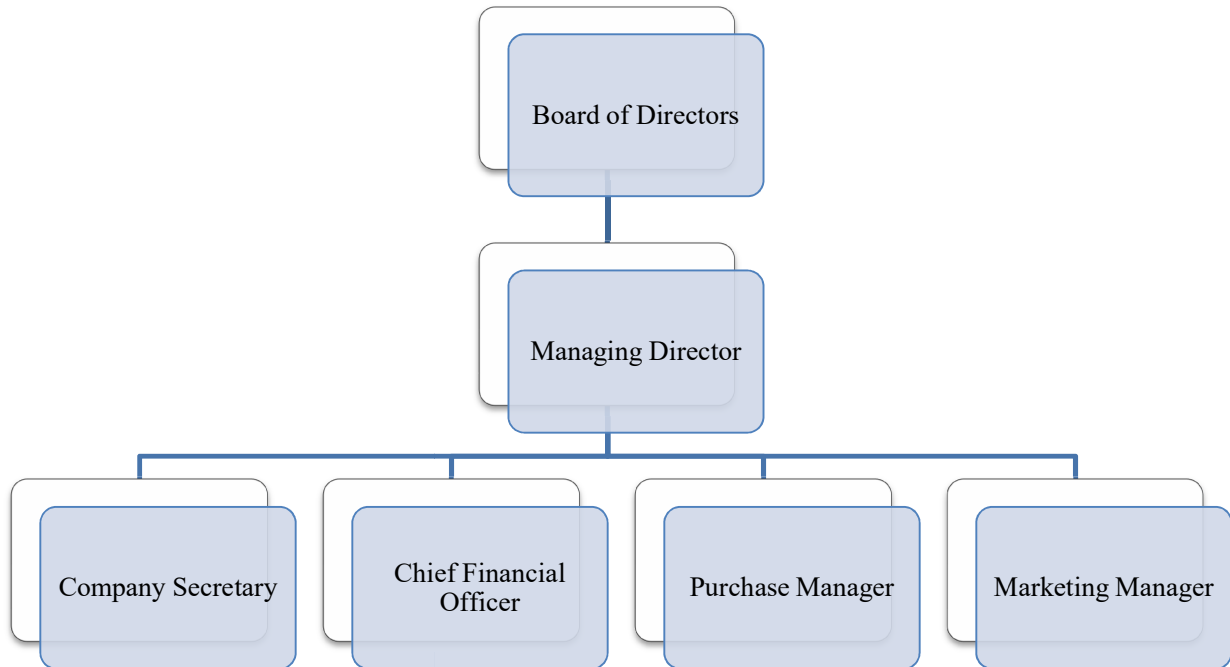 Board of Directors
Managing Director
Company Secretary
Chief Financial
Officer
Purchase Manager
Marketing Manager